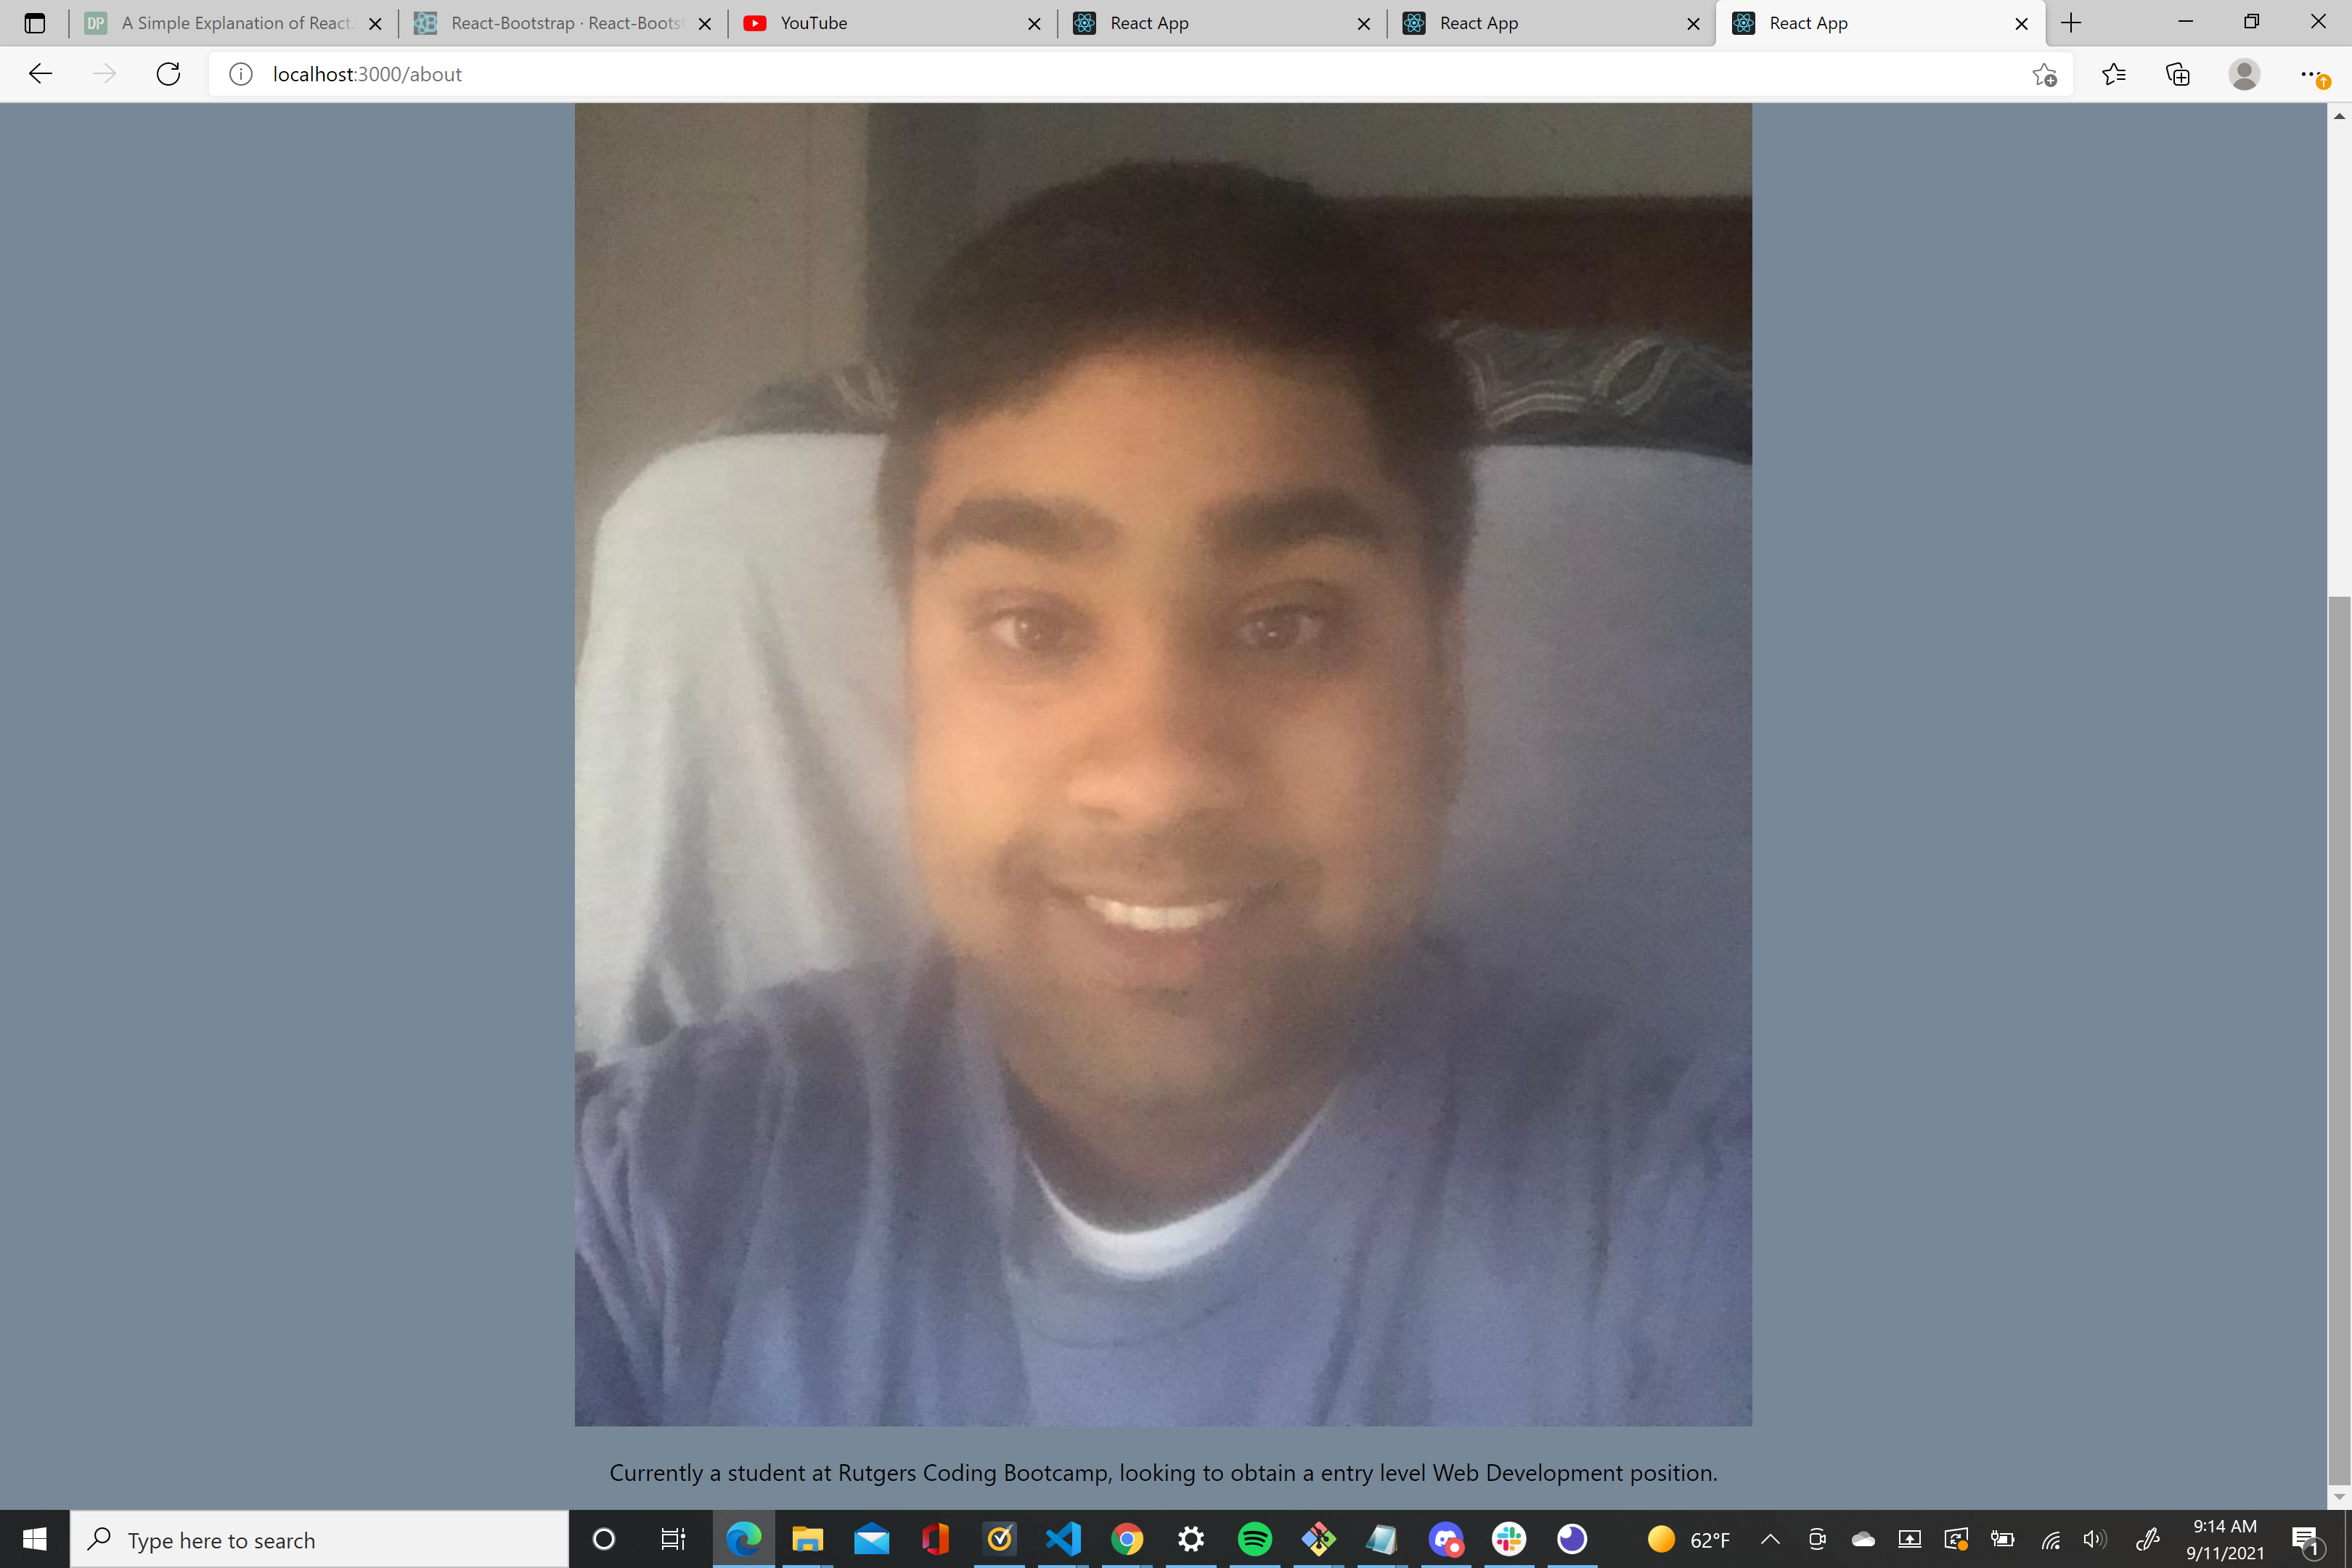 DP A Simple Explanation of React.
React-Bootstrap · React-Boots
YouTube
React App
React App
React App
localhost:3000/about
Currently a student at Rutgers Coding Bootcamp, looking to obtain a entry level Web Development position.
Type here to search
62°F
9:14 AM
9/11/2021
1